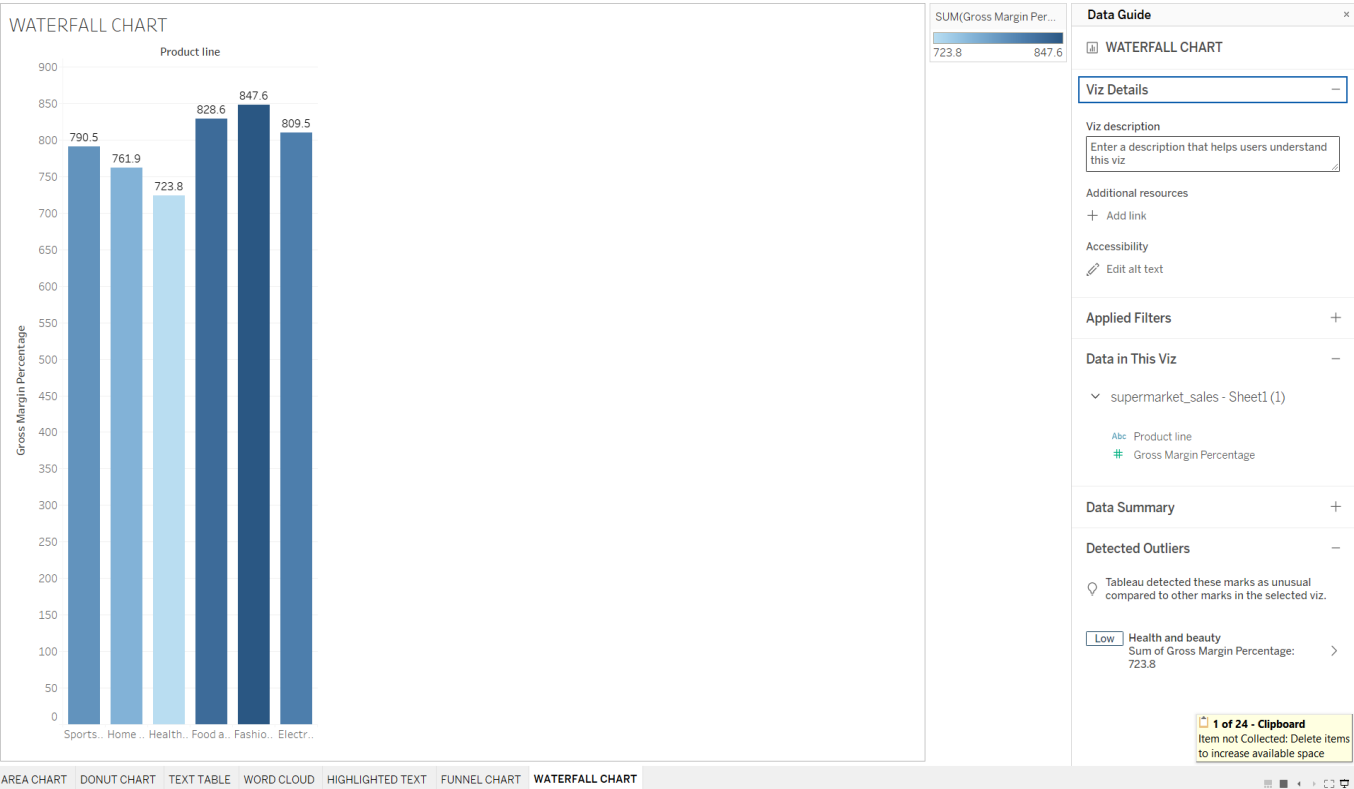 WATERFALL CHART
Product line
900
850
800
750
700
650
600
550
500
450
400
350
300
250
200
150
100
50
0
Gross Margin Percentage
790.5
761.9
723.8
828.6
847.6
809.5
Sports.. Home .. Health.. Food a.. Fashio.. Electr..
SUM(Gross Margin Per...
723.8 847.6
Data Guide ×
WATERFALL CHART
Viz Details
Viz description
Enter a description that helps users understand
this viz
Additional resources
Add link
Accessibility
Edit alt text
Applied Filters
Data in This Viz
supermarket_sales - Sheet1 (1)
Abc Product line
# Gross Margin Percentage
Data Summary
Detected Outliers
Tableau detected these marks as unusual
compared to other marks in the selected viz.
Low Health and beauty
Sum of Gross Margin Percentage:
723.8
1 of 24 - Clipboard
Item not Collected: Delete items
to increase available space
AREA CHART DONUT CHART TEXT TABLE WORD CLOUD HIGHLIGHTED TEXT FUNNEL CHART WATERFALL CHART